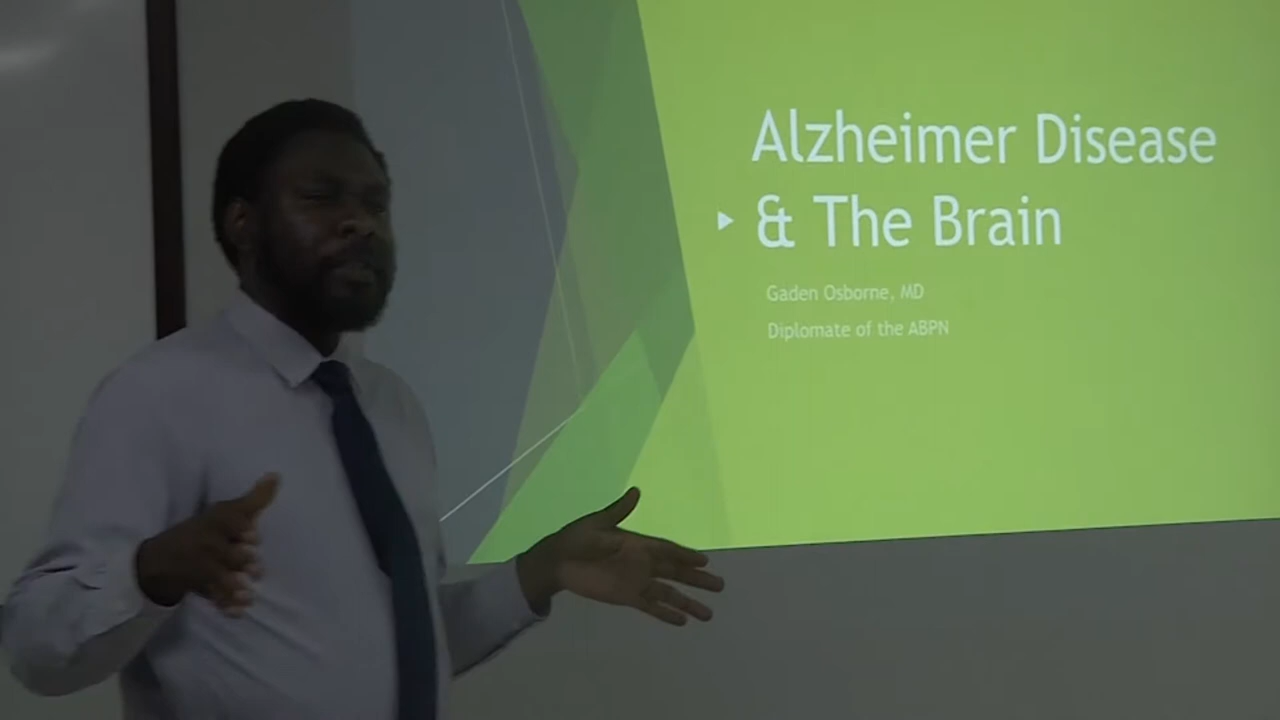 Alzheimer Disease
& The Brain
Gaden Osborne, MD
Diplomate of the ABPN